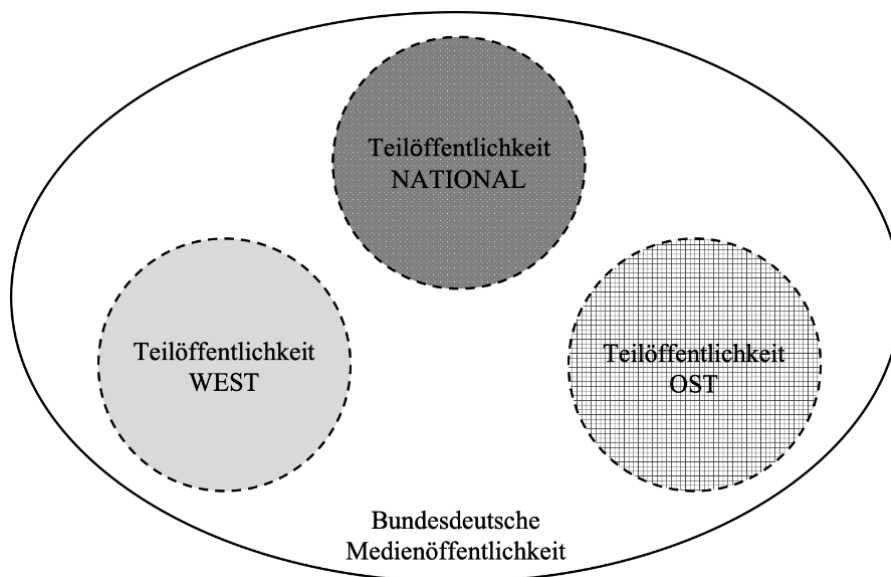 Teilöffentlichkeit
NATIONAL
Teilöffentlichkeit
WEST
Teilöffentlichkeit
OST
Bundesdeutsche
Medienöffentlichkeit